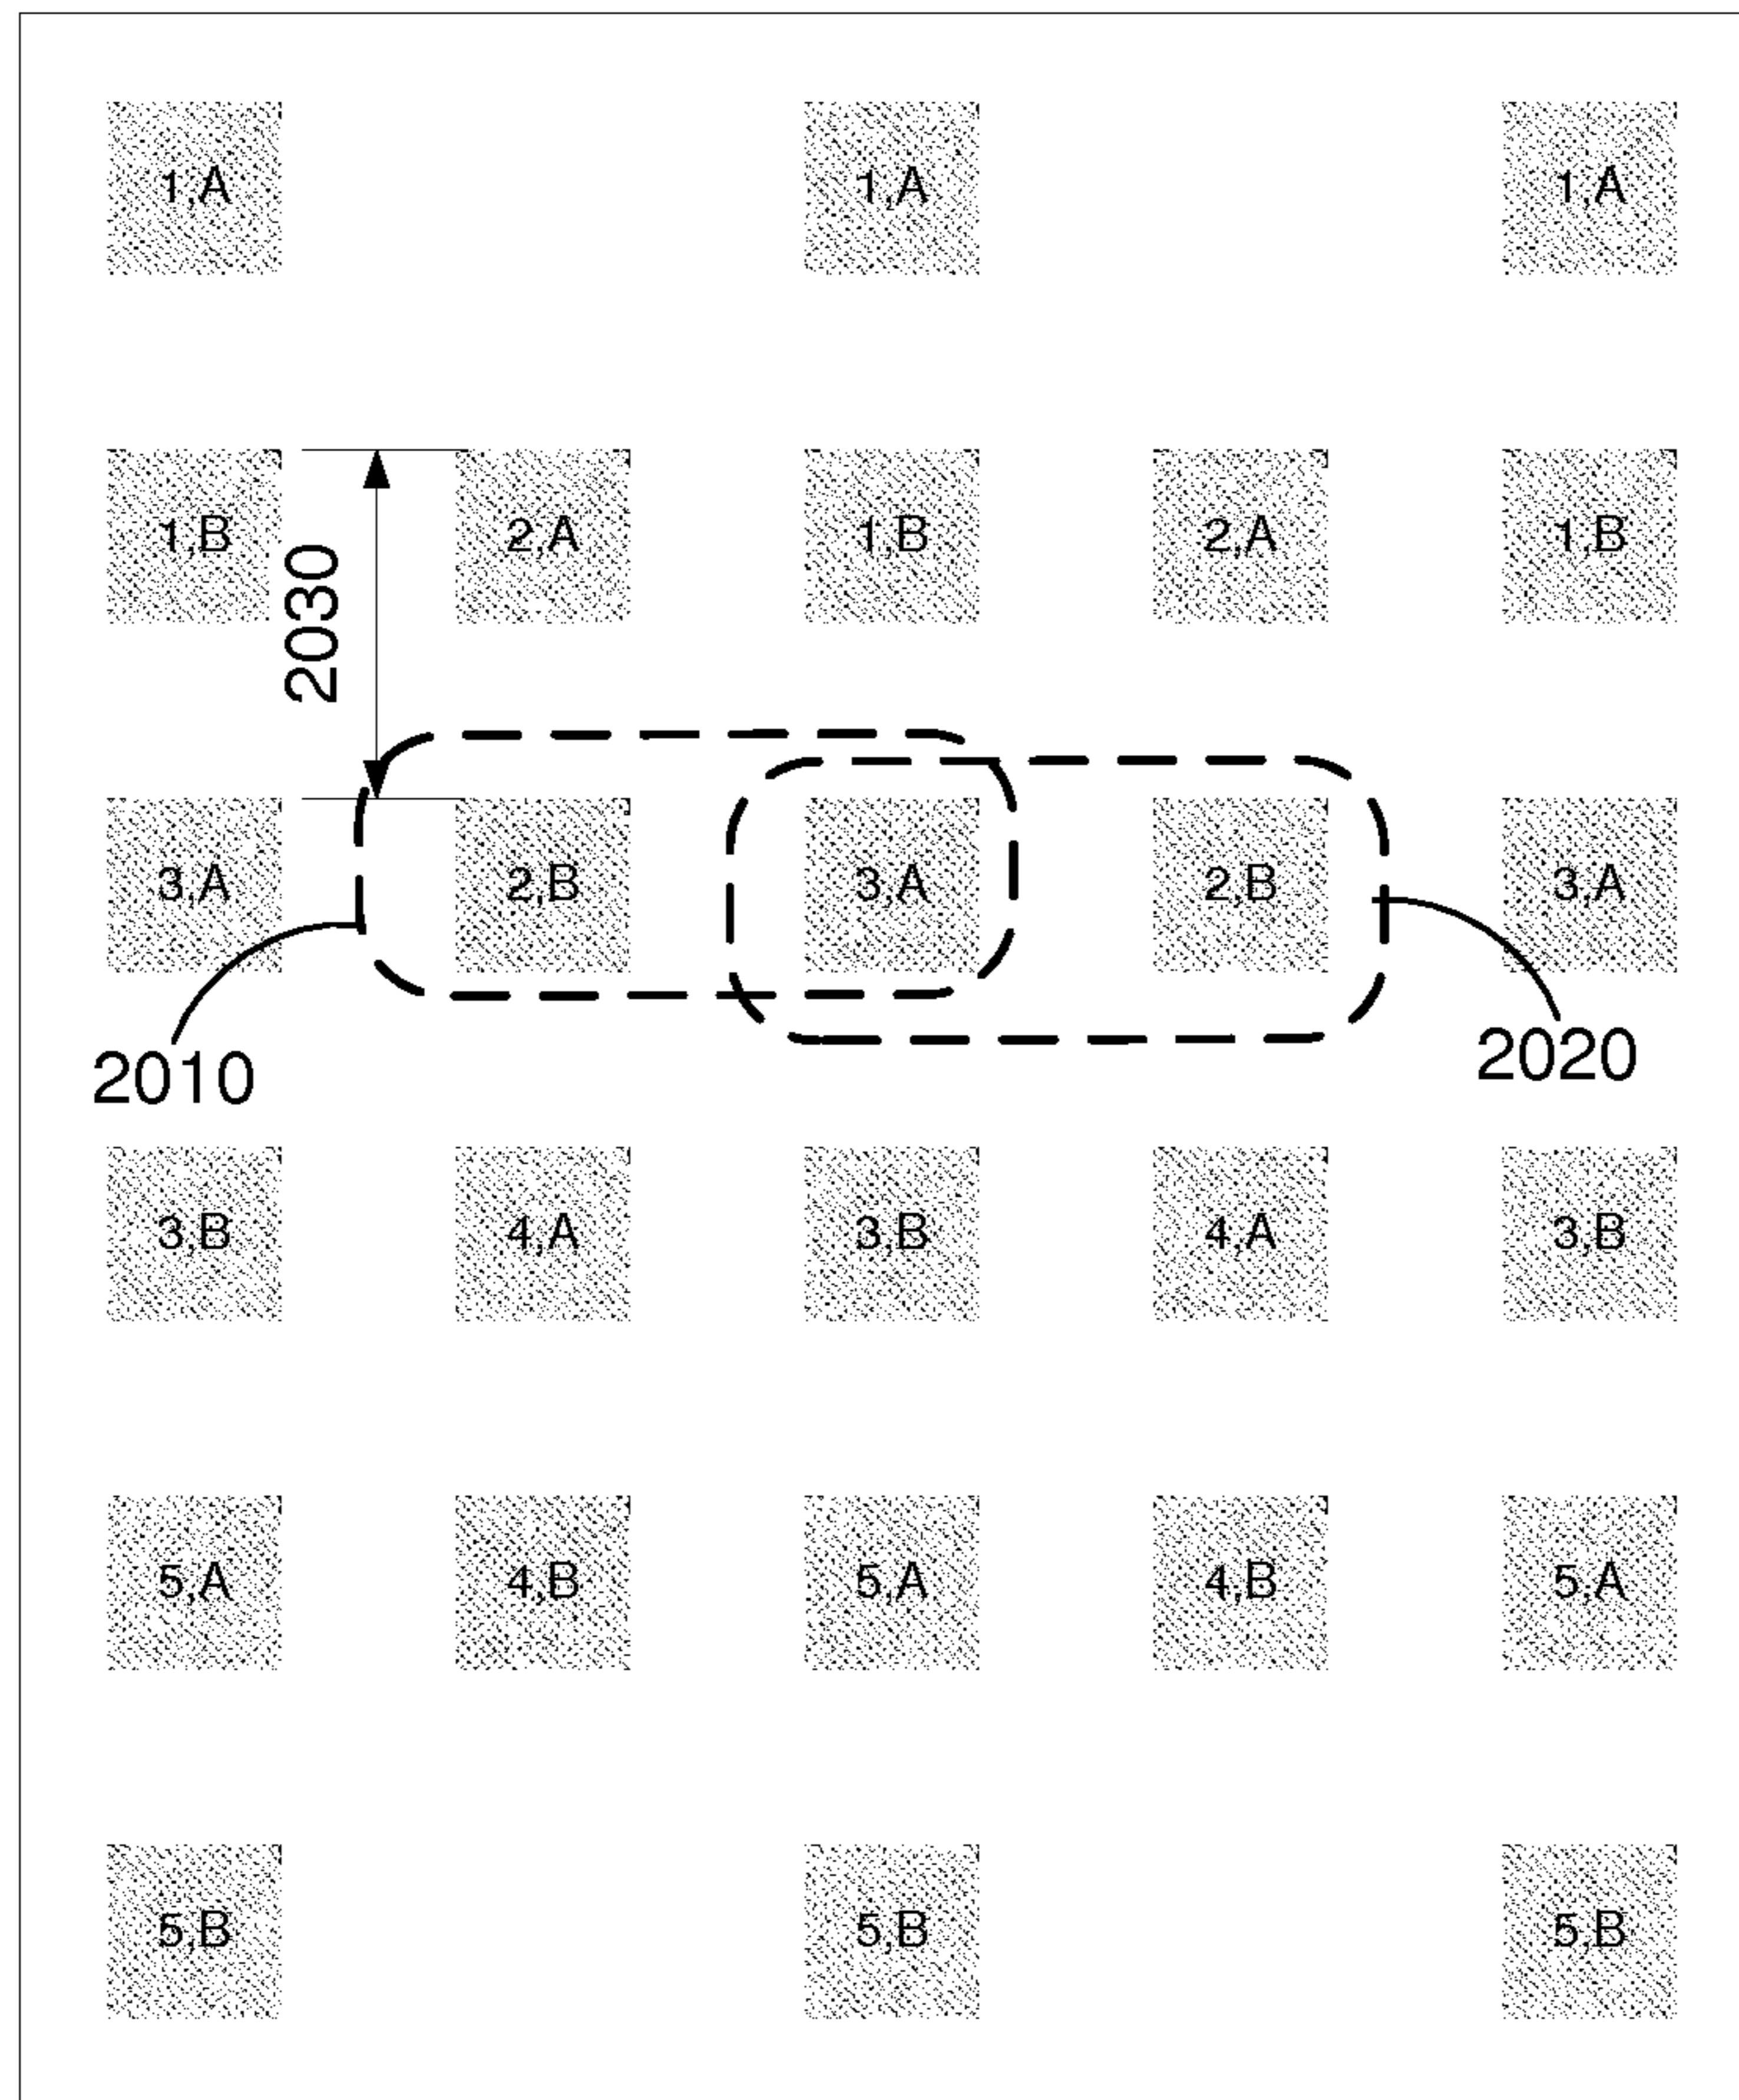 1,A 1,A 1,A
1,B 2,A 1,B 2,A 1,B
2030
3,A 2,B 3,A 2,B 3,A
2010 2020
3,B 4,A 3,B 4,A 3,B
5,A 4,B 5,A 4,B 5,A
5,B 5,B 5,B